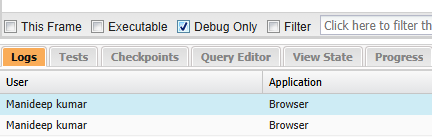 This Frame Executable Debug Only Filter Click here to filter th
Logs Tests Checkpoints Query Editor View State Progress
User Application
Manideep kumar Browser
Manideep kumar Browser